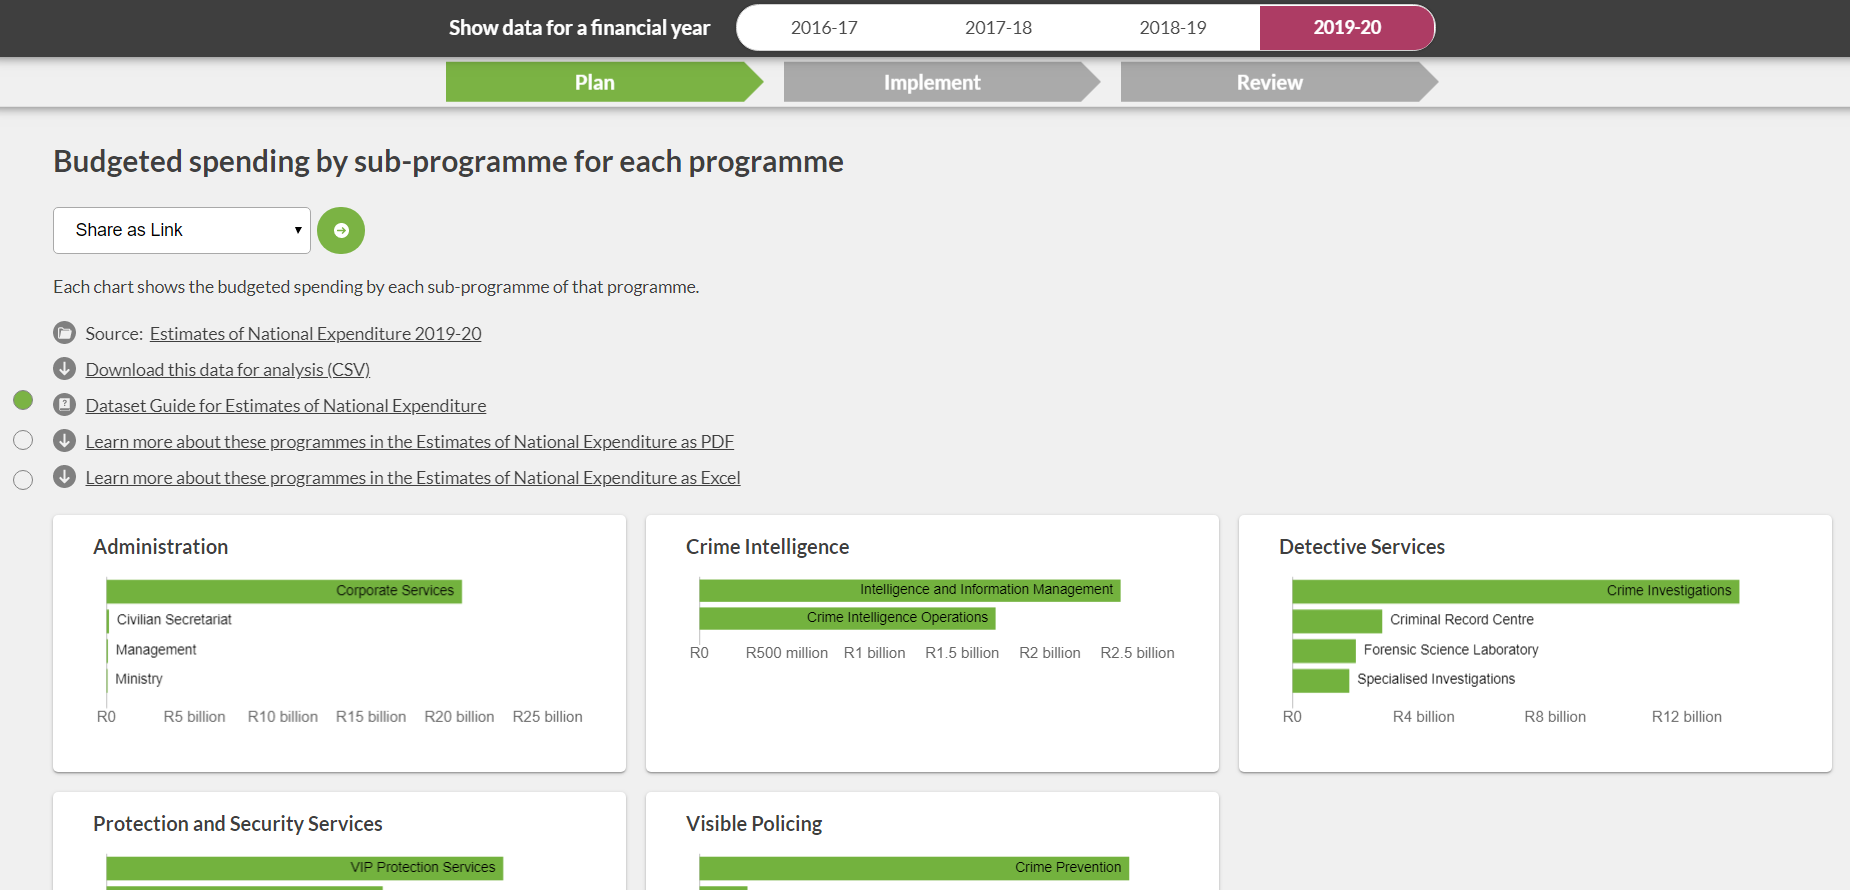 Show data for a financial year 2016-17 2017-18 2018-19 2019-20
Plan Implement Review
Budgeted spending by sub-programme for each programme
Share as Link
Each chart shows the budgeted spending by each sub-programme of that programme.
Source: Estimates of National Expenditure 2019-20
Download this data for analysis (CSV)
Dataset Guide for Estimates of National Expenditure
Learn more about these programmes in the Estimates of National Expenditure as PDF
Learn more about these programmes in the Estimates of National Expenditure as Excel
Administration
Corporate Services
Civilian Secretariat
Management
Ministry
R0 R5 billion R10 billion R15 billion R20 billion R25 billion
Crime Intelligence
Intelligence and Information Management
Crime Intelligence Operations
R0 R500 million R1 billion R1.5 billion R2 billion R2.5 billion
Detective Services
Crime Investigations
Criminal Record Centre
Forensic Science Laboratory
Specialised Investigations
R0 R4 billion R8 billion R12 billion
Protection and Security Services
VIP Protection Services
Visible Policing
Crime Prevention